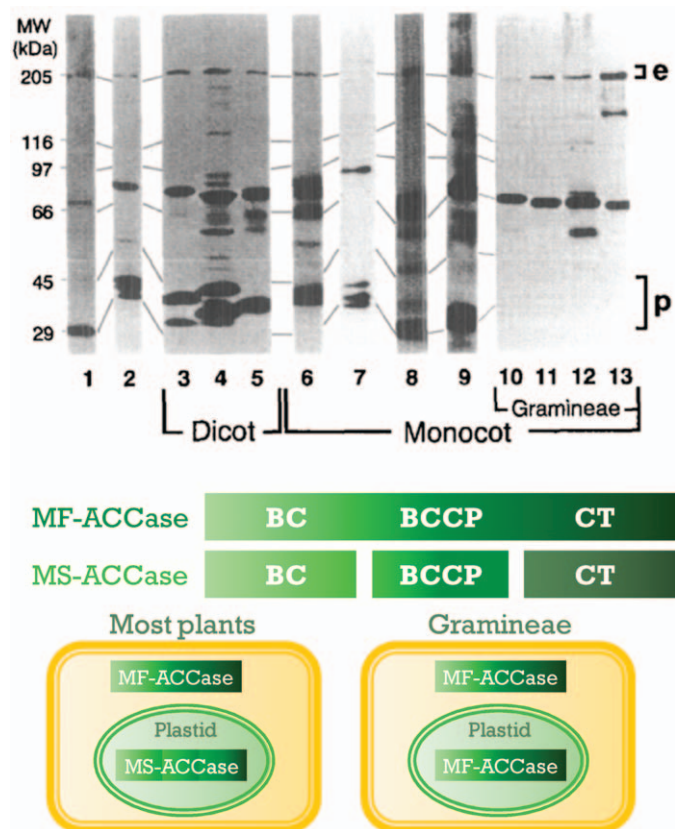 MW
(kDa)
205
116
97
66
45
29
e
p
1 2 3 4 5 6 7 8 9 10 11 12 13
Gramineae
Dicot Monocot
MF-ACCase BC BCCP CT
MS-ACCase BC BCCP CT
Most plants Gramineae
MF-ACCase MF-ACCase
Plastid Plastid
MS-ACCase MF-ACCase